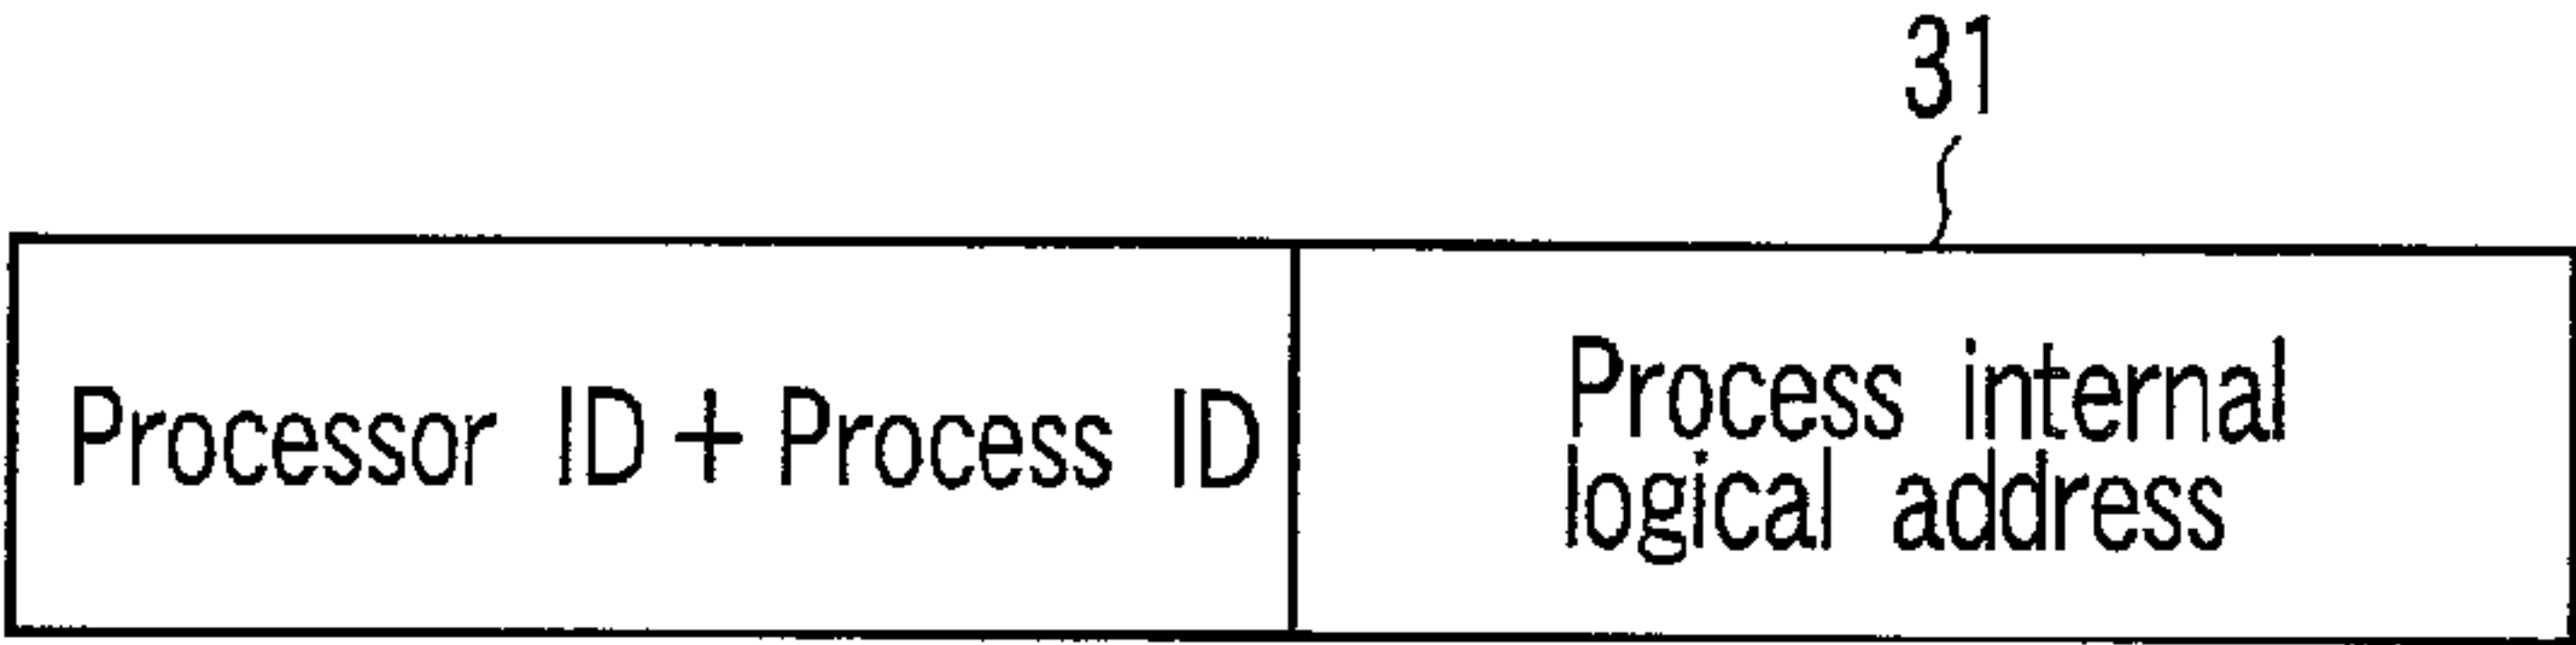 31
Processor ID + Process ID
Process internal
logical address